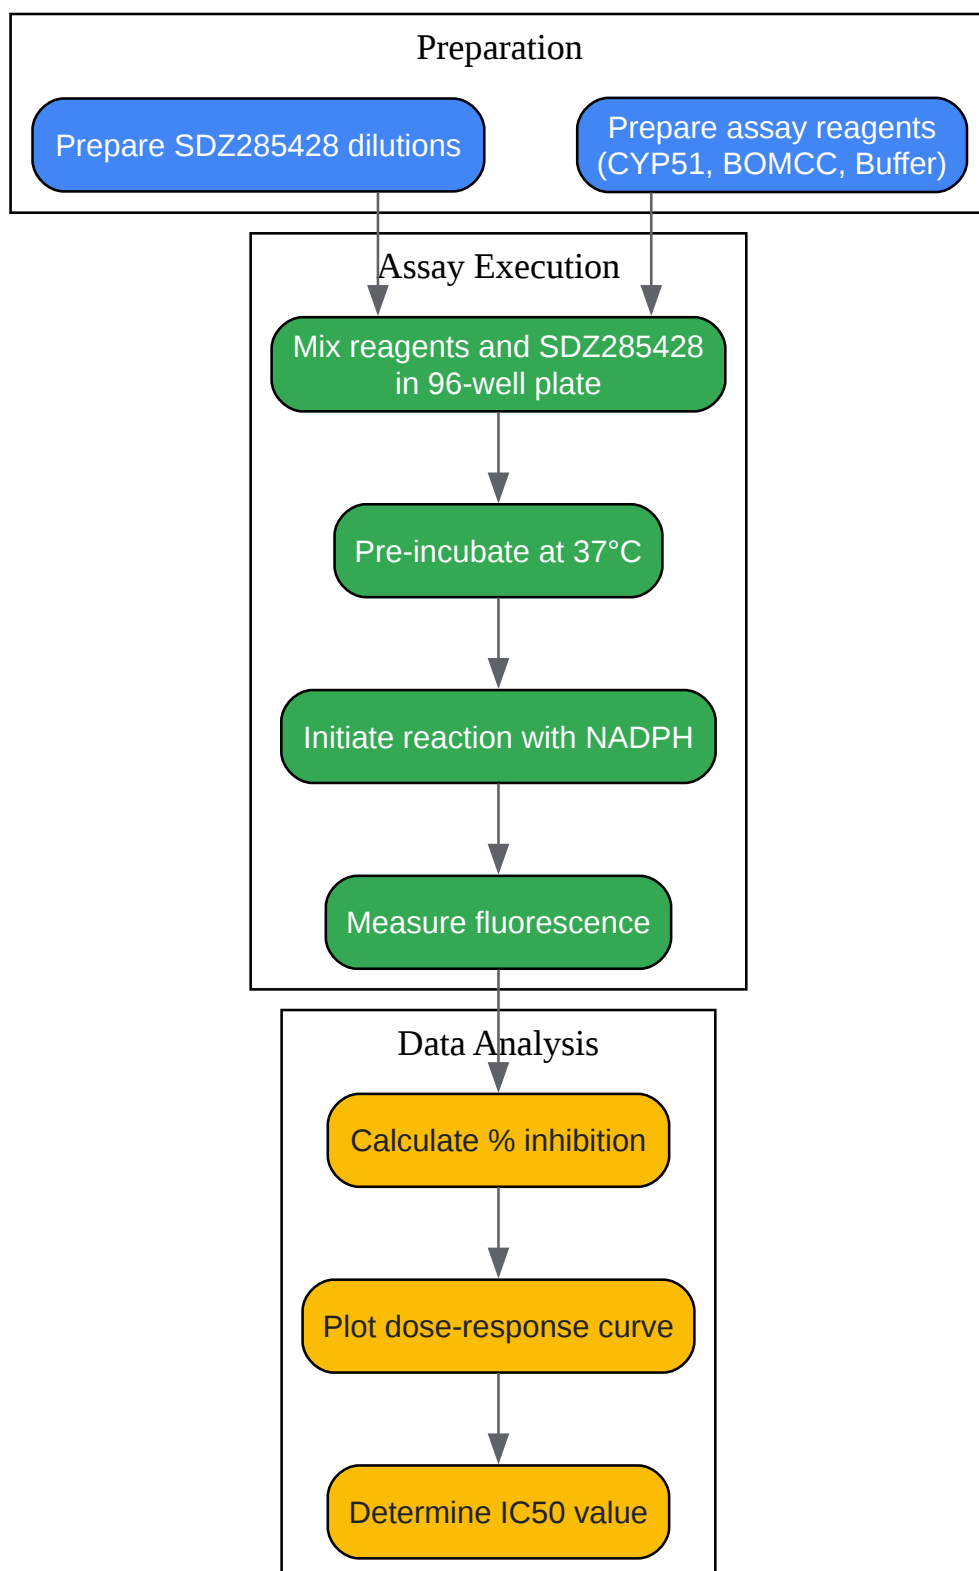 Preparation
Prepare SDZ285428 dilutions
Prepare assay reagents
(CYP51, BOMCC, Buffer)
Assay Execution
Mix reagents and SDZ285428
in 96-well plate
Pre-incubate at 37°C
Initiate reaction with NADPH
Measure fluorescence
Data Analysis
Calculate % inhibition
Plot dose-response curve
Determine IC50 value